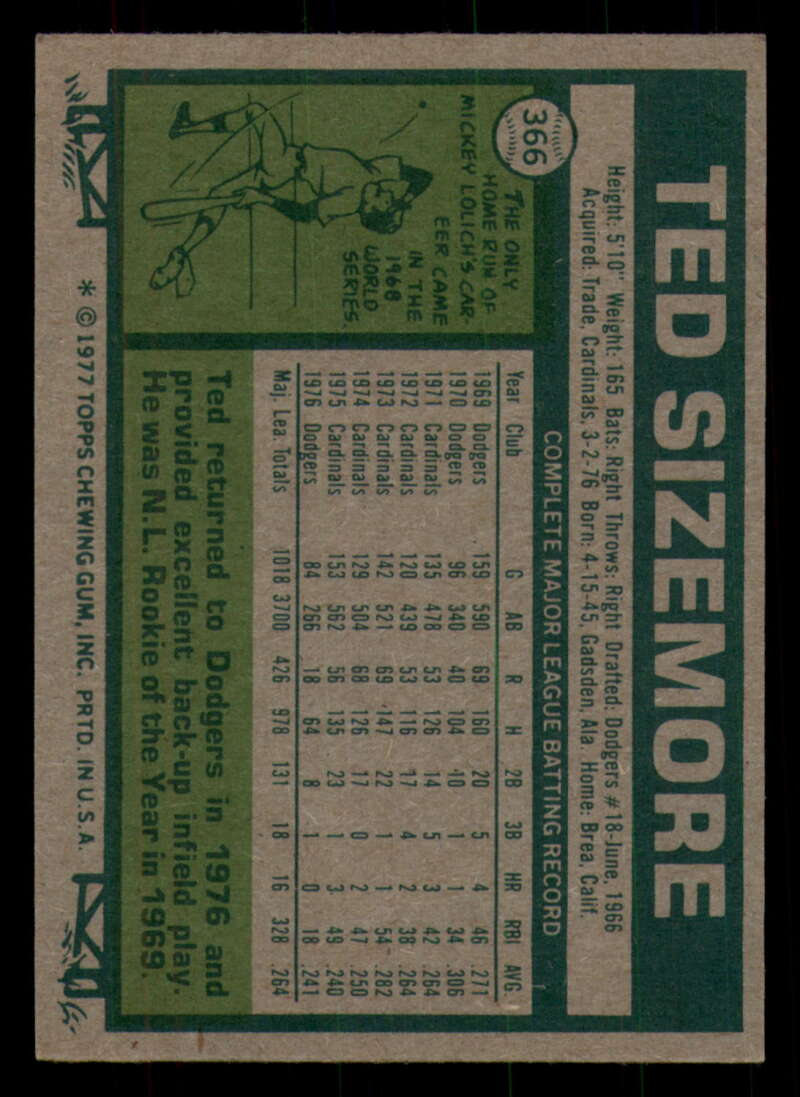 366
TED SIZEMORE
Height: 5'10" Weight: 165 Bats: Right Throws: Right Drafted: Dodgers #18-June, 1966
Acquired: Trade, Cardinals, 3-2-76 Born: 4-15-45, Gadsden, Ala. Home: Brea, Calif.
THE ONLY
HOME RUN OF
MICKEY LOLICH'S CAR-
EER CAME
IN THE
1968
WORLD
SERIES.
COMPLETE MAJOR LEAGUE BATTING RECORD
Year Club G AB R H 2B 3B HR RBI AVG.
1969 Dodgers 159 590 69 160 20 5 4 46 .271
1970 Dodgers 96 340 40 104 10 1 1 34 .306
1971 Cardinals 135 478 53 126 14 5 3 42 .264
1972 Cardinals 120 439 53 116 17 4 2 38 .264
1973 Cardinals 142 521 69 147 22 1 1 54 .282
1974 Cardinals 129 504 68 126 17 0 2 47 .250
1975 Cardinals 153 562 56 135 23 1 3 49 .240
1976 Dodgers 84 266 18 64 8 1 0 18 .241
Maj. Lea. Totals 1018 3700 426 978 131 18 16 328 .264
Ted returned to Dodgers in 1976 and
provided excellent back-up infield play.
He was N.L. Rookie of the Year in 1969.
* © 1977 TOPPS CHEWING GUM, INC. PRTD. IN U.S.A.